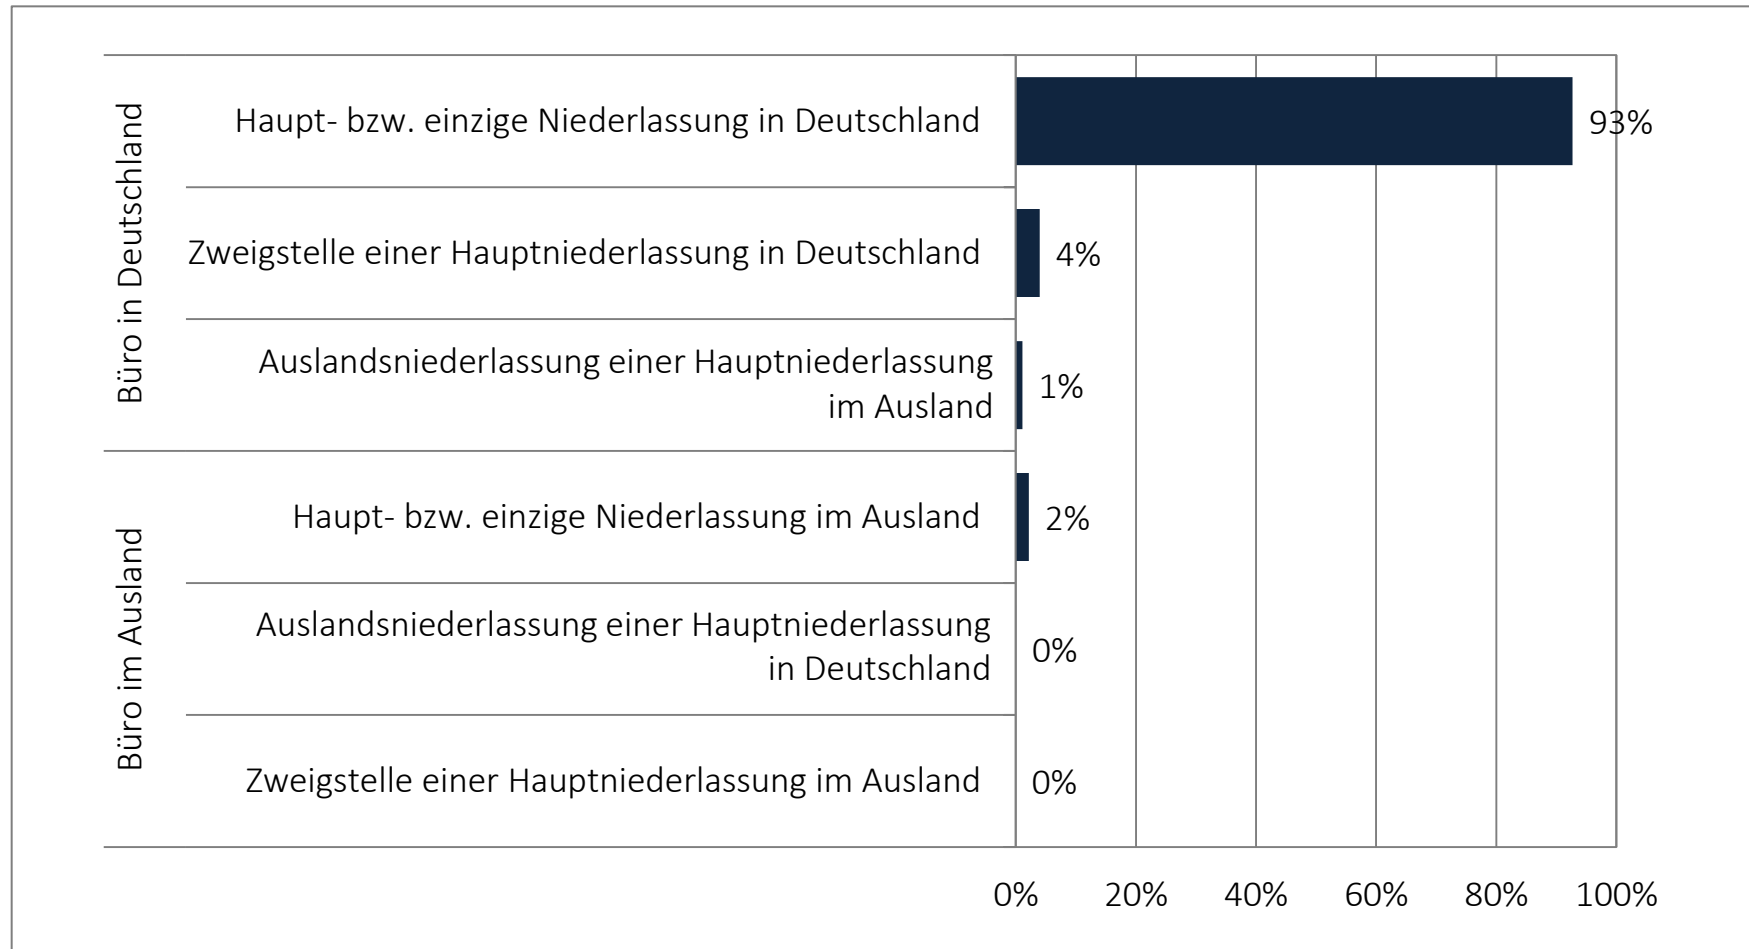 Büro in Deutschland
Haupt- bzw. einzige Niederlassung in Deutschland
93%
Zweigstelle einer Hauptniederlassung in Deutschland
4%
Auslandsniederlassung einer Hauptniederlassung
im Ausland
1%
Büro im Ausland
Haupt- bzw. einzige Niederlassung im Ausland
2%
Auslandsniederlassung einer Hauptniederlassung
in Deutschland
0%
Zweigstelle einer Hauptniederlassung im Ausland
0%
0% 20% 40% 60% 80% 100%